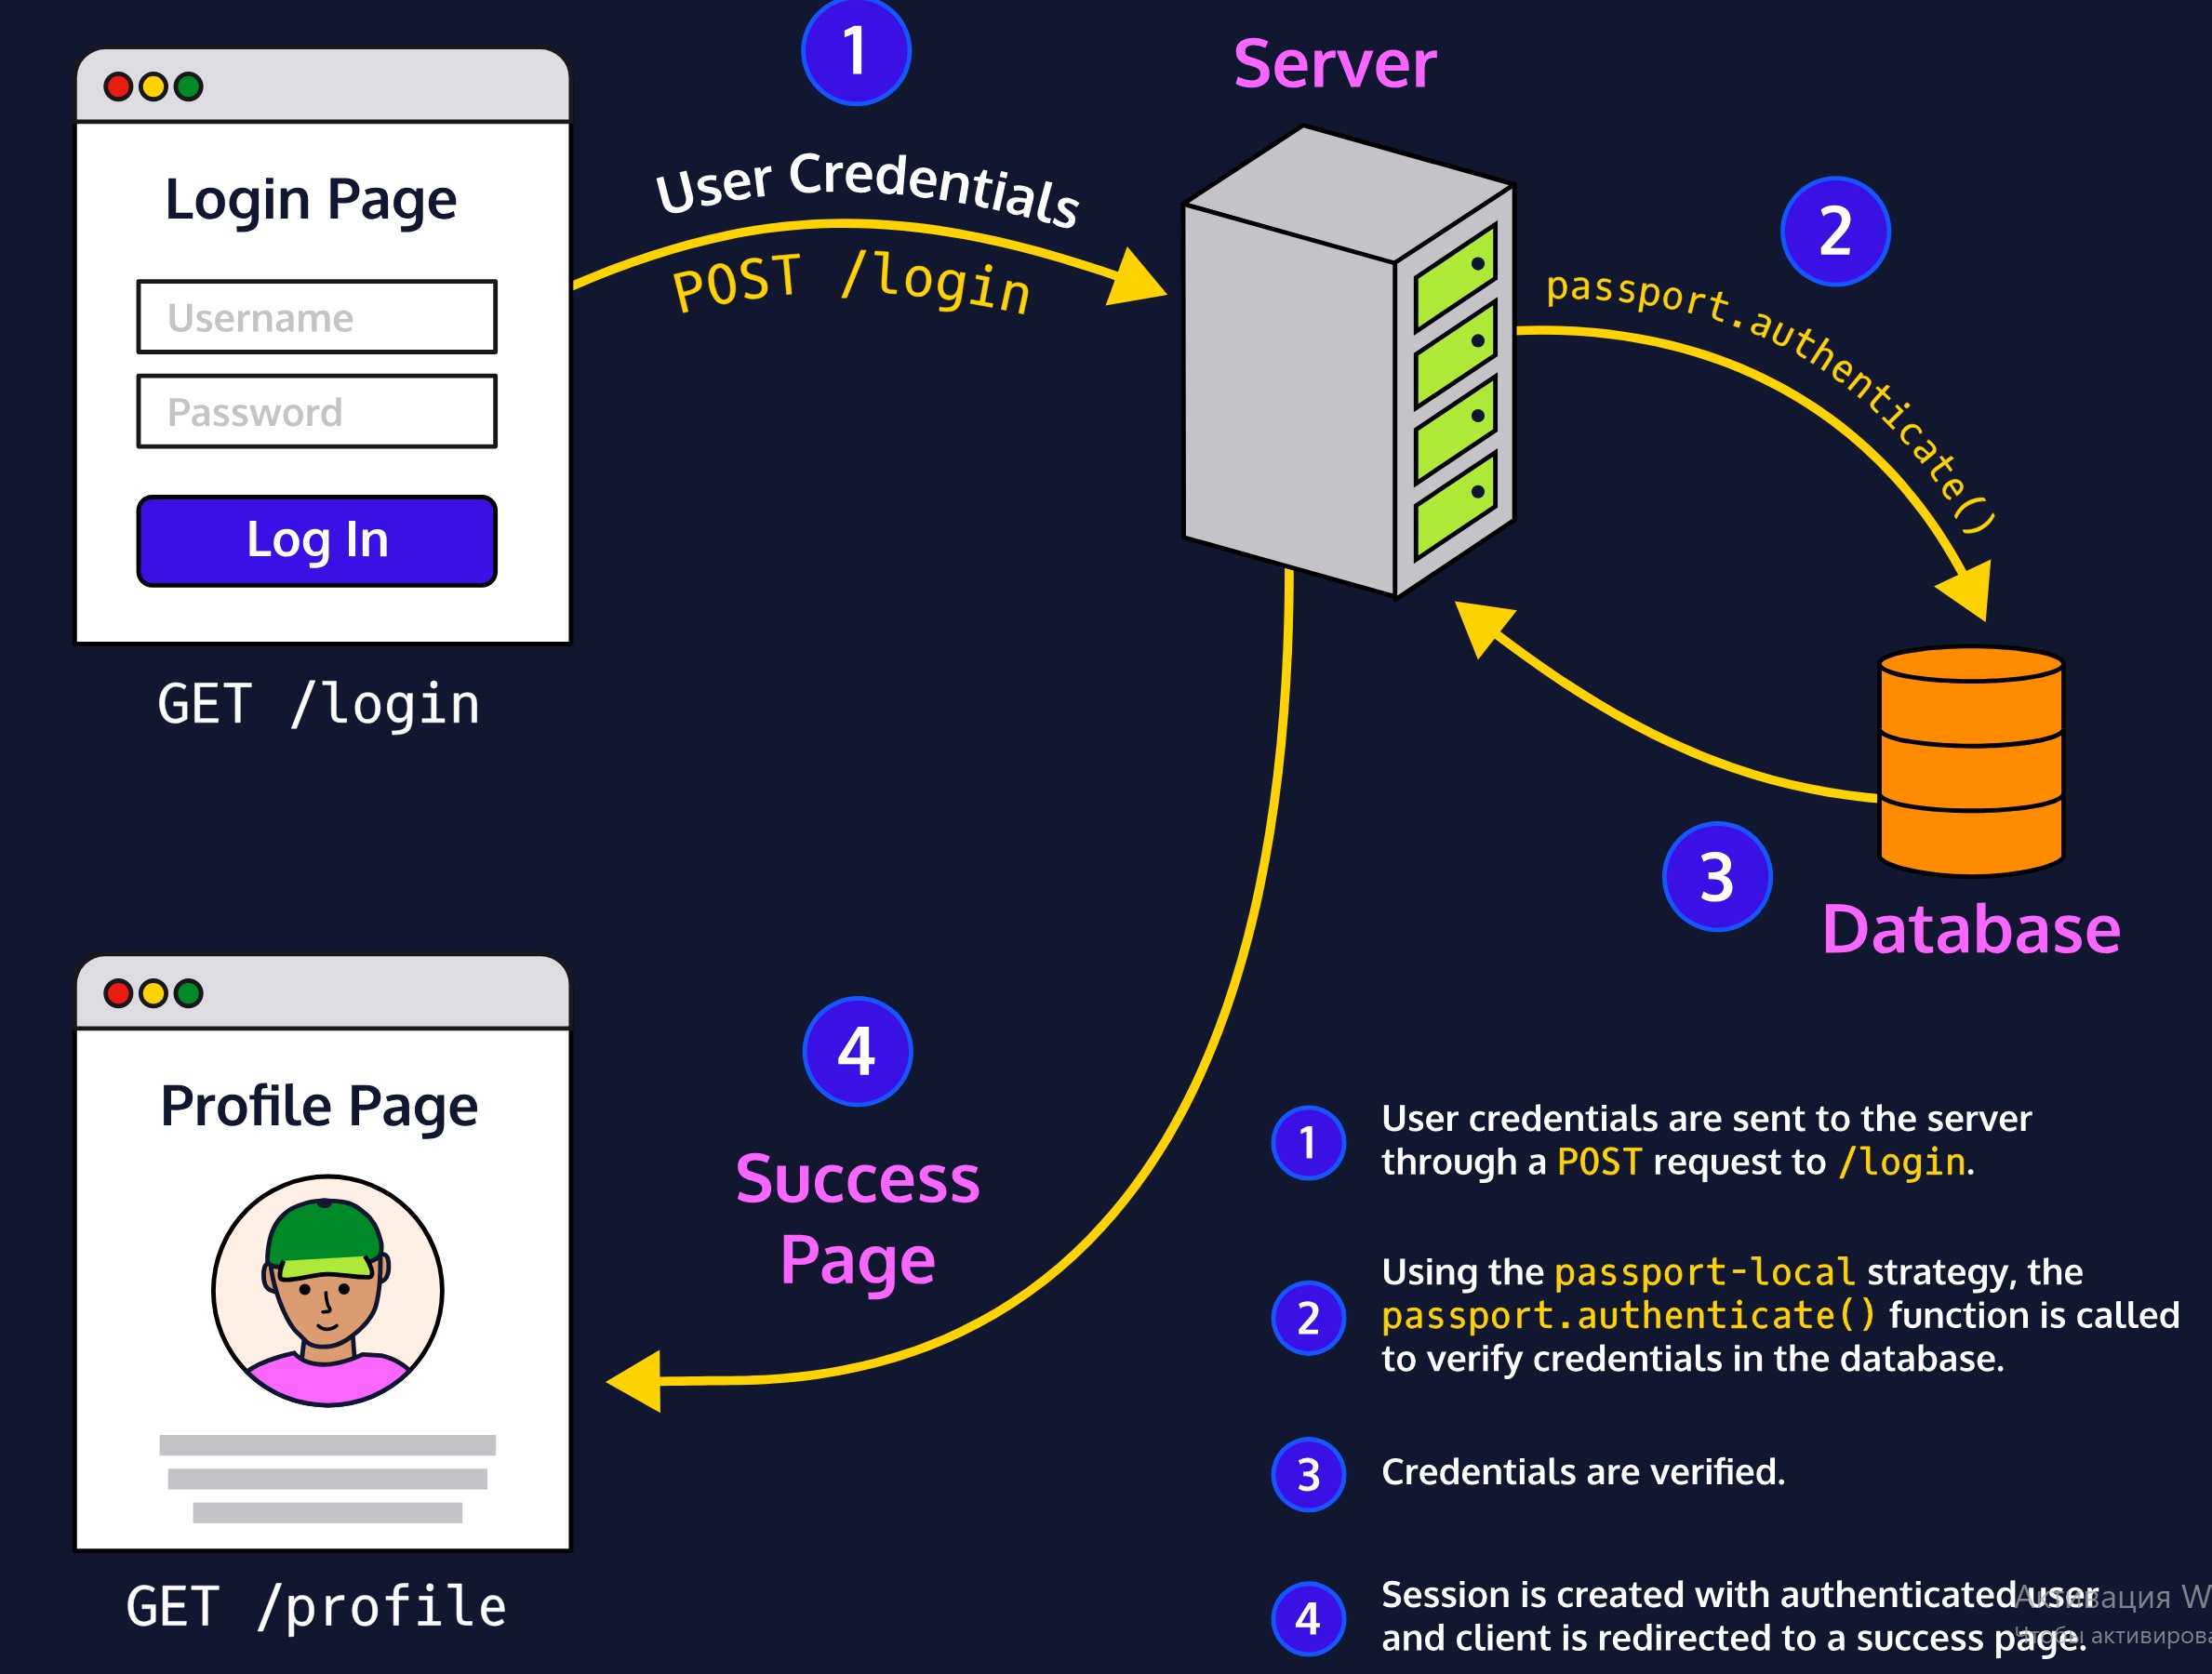 1
Server
Login Page
User Credentials
POST /login
2
passport.authenticate()
Username
Password
Log In
GET /login
3
Database
Profile Page
4
Success
Page
GET /profile
1
User credentials are sent to the server
through a POST request to /login.
2
Using the passport-local strategy, the
passport.authenticate() function is called
to verify credentials in the database.
3
Credentials are verified.
4
Session is created with authenticated user
and client is redirected to a success page.
Активация W
Чтобы активирова